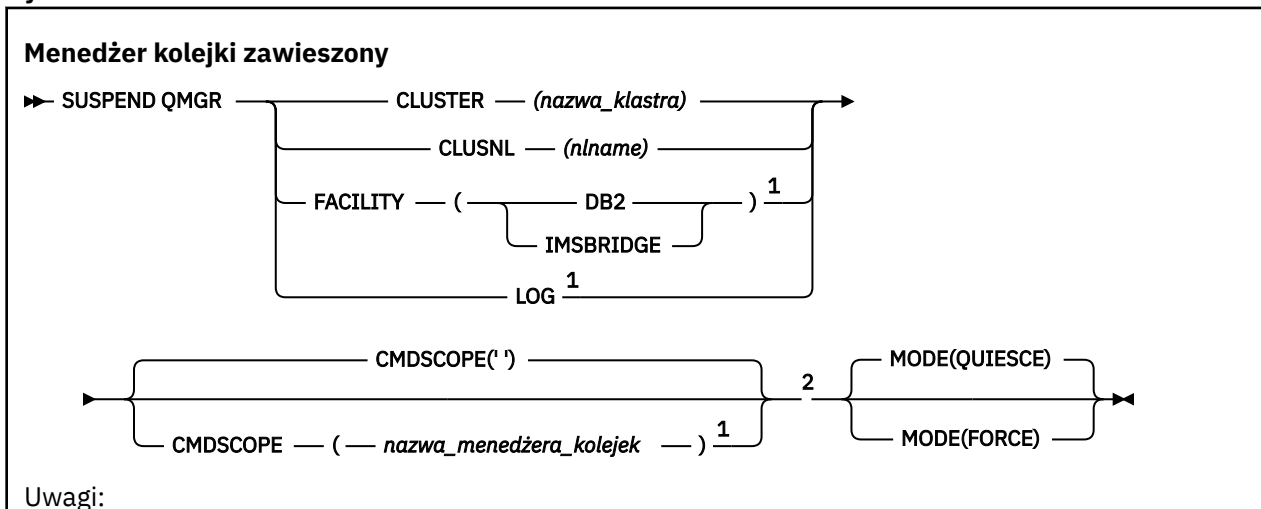 Menedżer kolejki zawieszony
SUSPEND QMGR CLUSTER (nazwa_klastra)
CLUSNL (nlname)
FACILITY ( DB2 ) 1
IMSBRIDGE
LOG 1
CMDSCOPE(' ') MODE(QUIESCE)
2
CMDSCOPE ( nazwa_menedżera_kolejek ) 1 MODE(FORCE)
Uwagi: